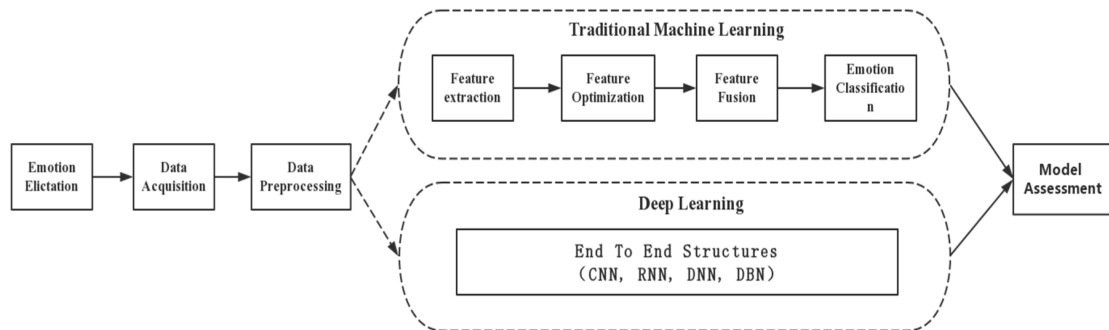 Traditional Machine Learning
Feature
extraction
Feature
Optimization
Feature
Fusion
Emotion
Classificatio
n
Emotion
Elictation
Data
Acquisition
Data
Preprocessing
Model
Assessment
Deep Learning
End To End Structures
(CNN, RNN, DNN, DBN)